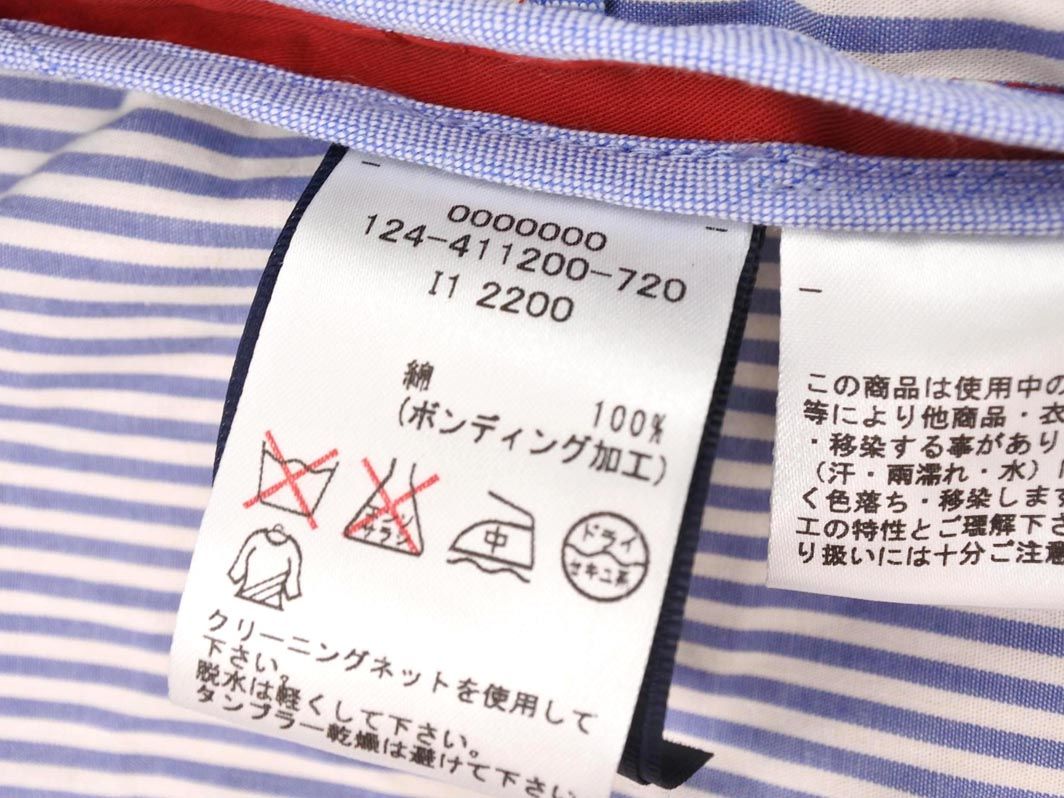 0000000
124-411200-720
I1 2200
綿
100%
(ボンディング加工)
エンソ
サラシ
中
ドライ
セキユ系
クリーニングネットを使用して
下さい。
脱水は軽くして下さい。
タンブラー乾燥は避けて下さい
この商品は使用中の
等により他商品・衣
・移染する事があり
(汗・雨濡れ・水)
く色落ち・移染しま
工の特性とご理解下さ
り扱いには十分ご注意